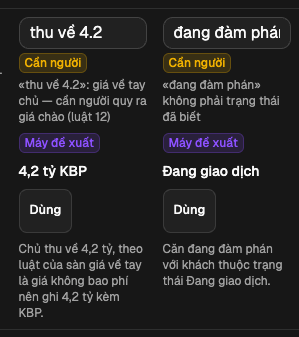 thu về 4.2
Cần người
«thu về 4.2»: giá về tay
chủ — cần người quy ra
giá chào (luật 12)
Máy đề xuất
4,2 tỷ KBP
Dùng
Chủ thu về 4,2 tỷ, theo
luật của sàn giá về tay
là giá không bao phí
nên ghi 4,2 tỷ kèm
KBP.
đang đàm phán
Cần người
«đang đàm phán»
không phải trạng thái
đã biết
Máy đề xuất
Đang giao dịch
Dùng
Căn đang đàm phán
với khách thuộc trạng
thái Đang giao dịch.